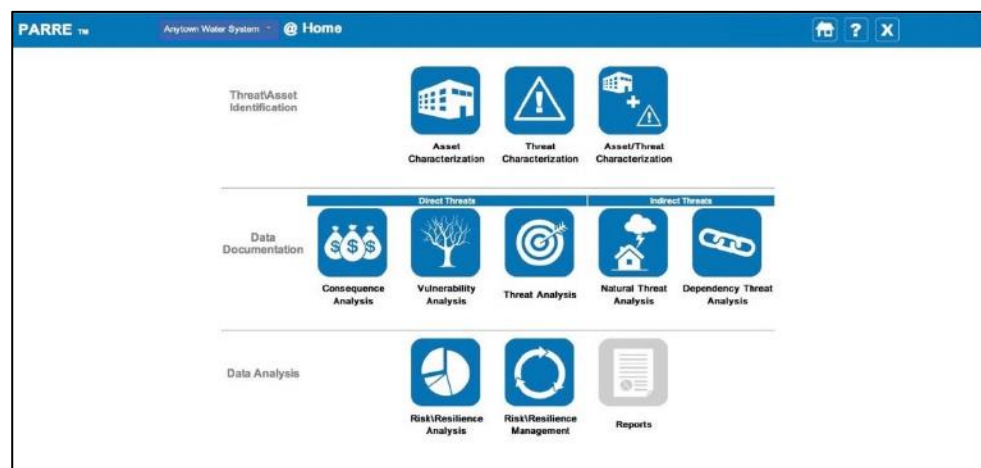 PARRE TM
Anytown Water System
@ Home
?
X
Threat\Asset
Identification
Asset
Characterization
Threat
Characterization
Asset/Threat
Characterization
Direct Threats
Indirect Threats
Data
Documentation
$ $ $
Consequence
Analysis
Vulnerability
Analysis
Threat Analysis
Natural Threat
Analysis
Dependency Threat
Analysis
Data Analysis
Risk\Resilience
Analysis
Risk\Resilience
Management
Reports